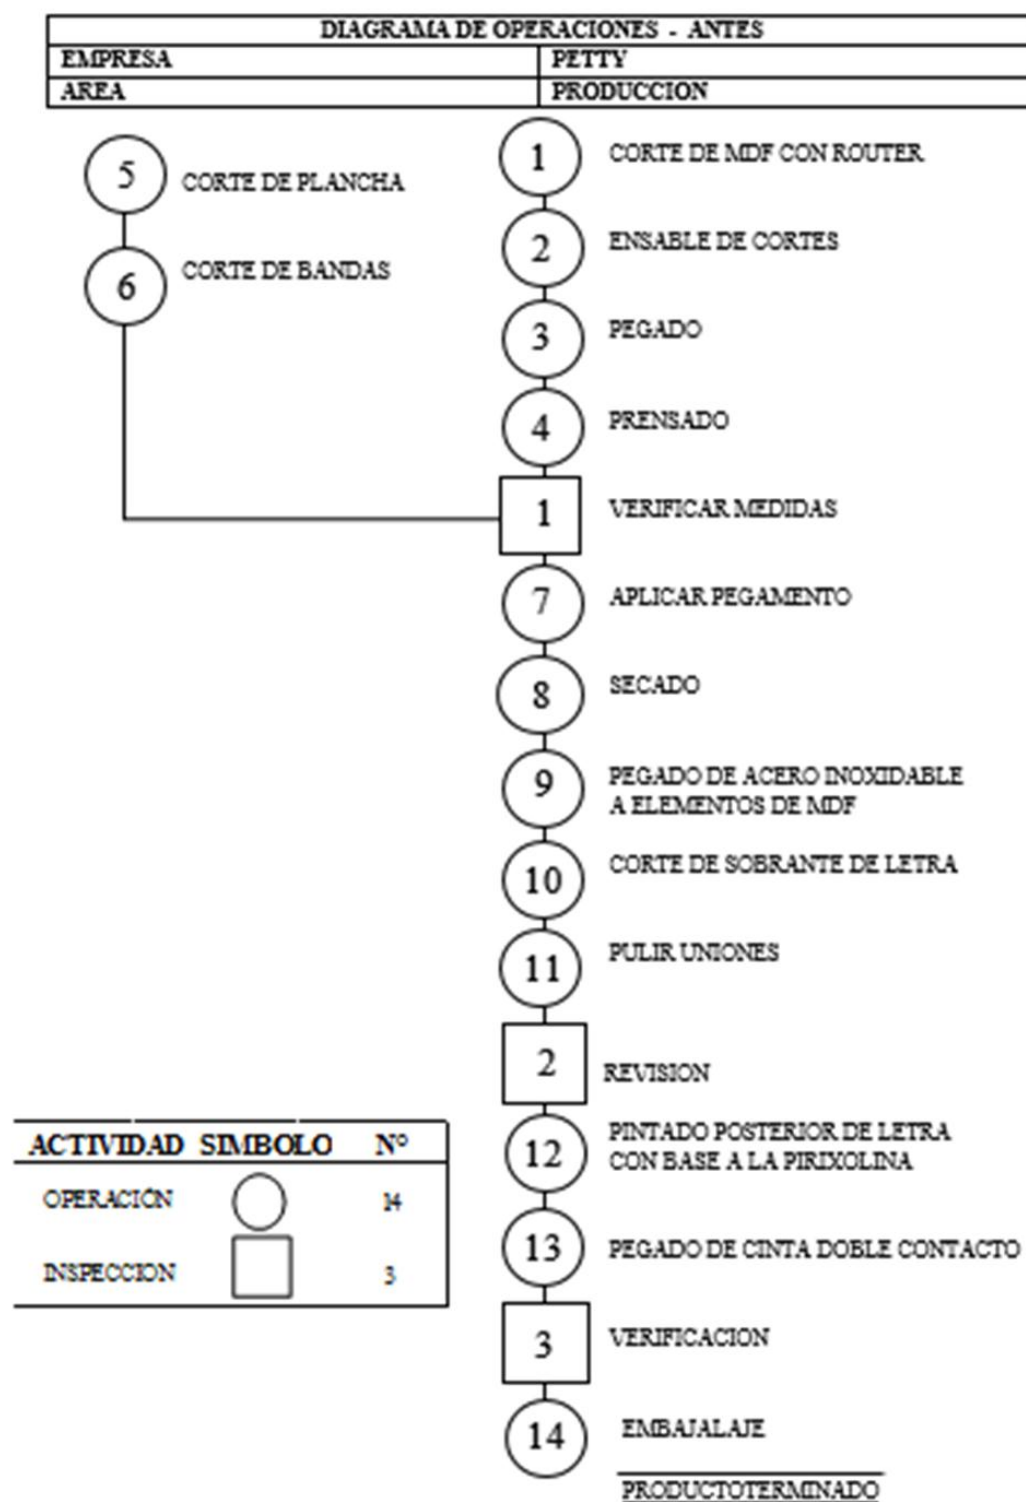 DIAGRAMA DE OPERACIONES - ANTES
EMPRESA PETTY
AREA PRODUCCION
5 CORTE DE PLANCHA
6 CORTE DE BANDAS
1 CORTE DE MDF CON ROUTER
2 ENSABLE DE CORTES
3 PEGADO
4 PRENSADO
1 VERIFICAR MEDIDAS
7 APLICAR PEGAMENTO
8 SECADO
9 PEGADO DE ACERO INOXIDABLE
A ELEMENTOS DE MDF
10 CORTE DE SOBRANTE DE LETRA
11 PULIR UNIONES
2 REVISION
12 PINTADO POSTERIOR DE LETRA
CON BASE A LA PIRIXOLINA
13 PEGADO DE CINTA DOBLE CONTACTO
3 VERIFICACION
14 EMBAJALAJE
PRODUCTOTERMINADO
ACTIVIDAD SIMBOLO N°
OPERACIÓN 14
INSPECCION 3